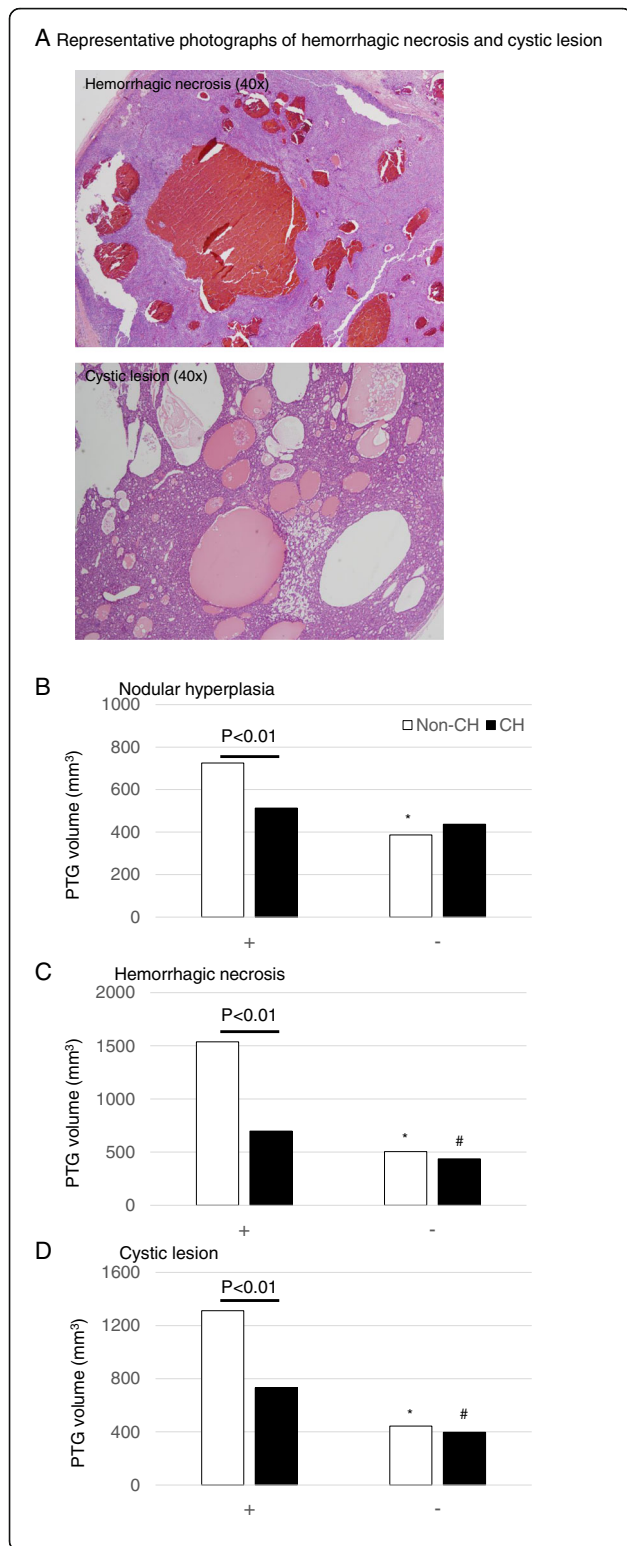 A Representative photographs of hemorrhagic necrosis and cystic lesion
Hemorrhagic necrosis (40x)
Cystic lesion (40x)
B Nodular hyperplasia
1000
800
600
400
200
0
PTG volume (mm³)
P<0.01
Non-CH CH
*
+ -
C Hemorrhagic necrosis
2000
1500
1000
500
0
PTG volume (mm³)
P<0.01
* #
+ -
D Cystic lesion
1600
1200
800
400
0
PTG volume (mm³)
P<0.01
* #
+ -